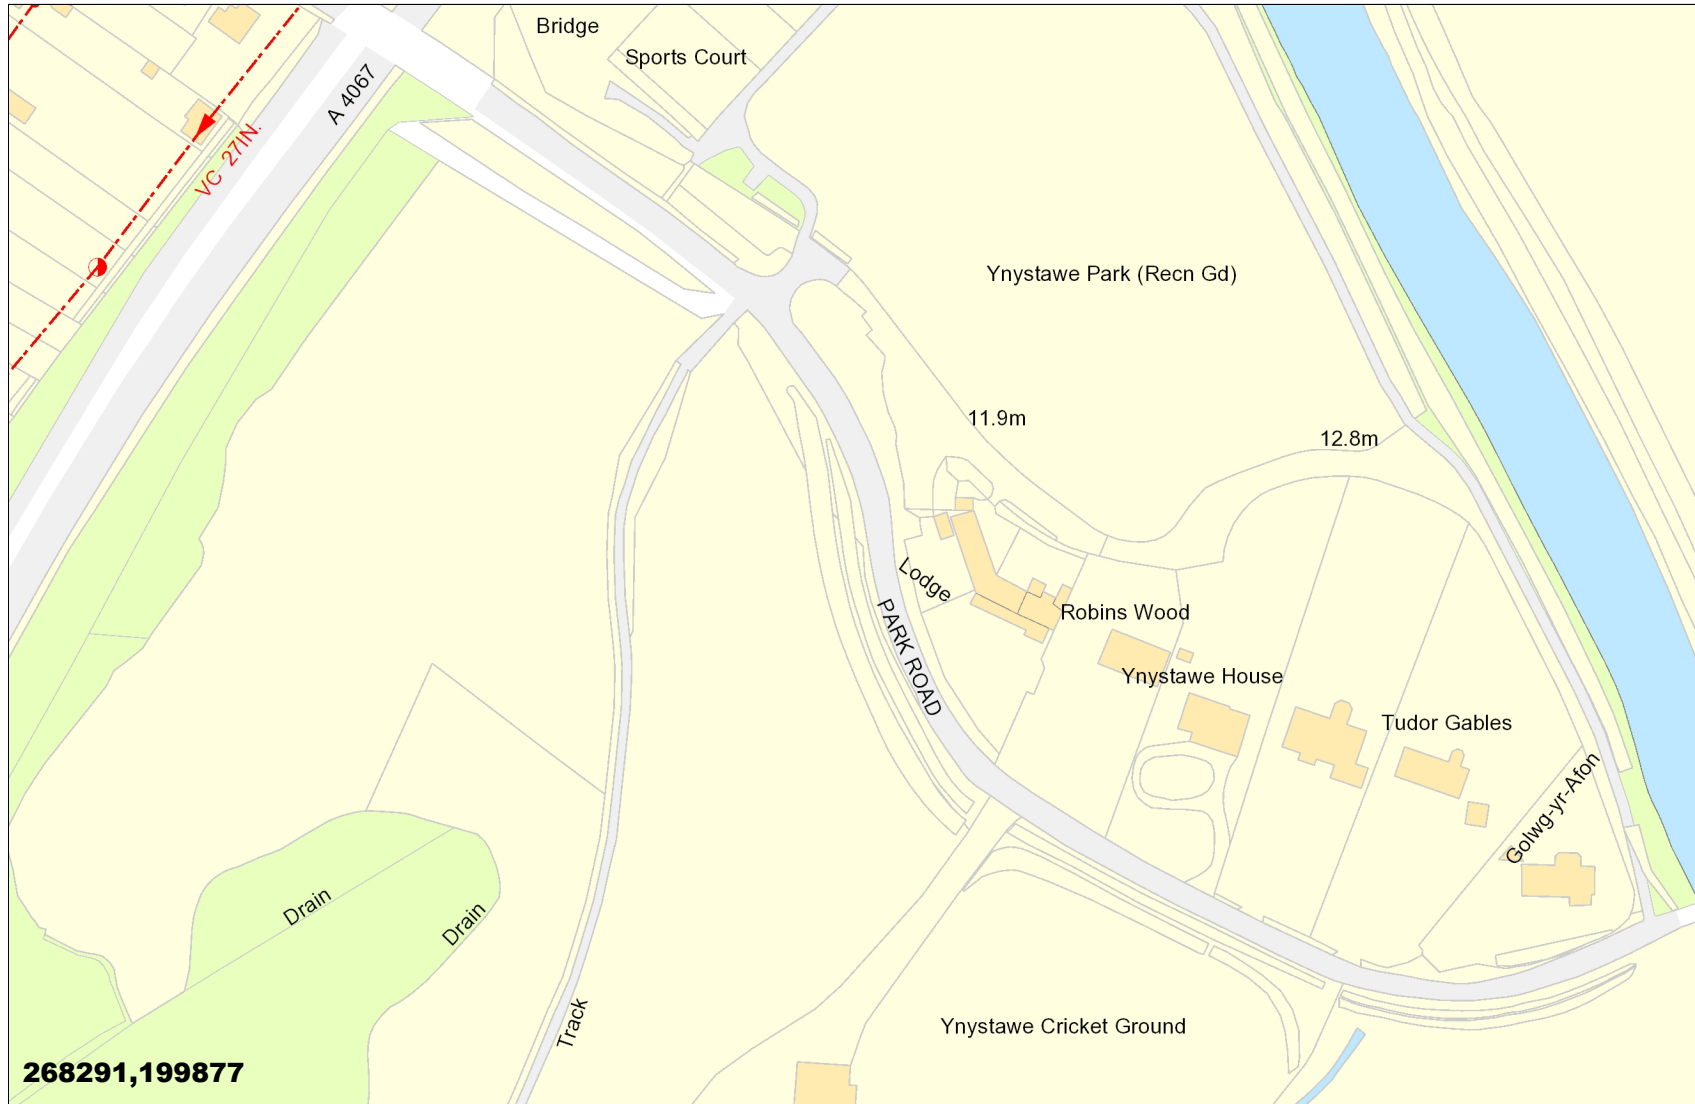 Bridge
Sports Court
A 4067
VC 27IN.
Ynystawe Park (Recn Gd)
11.9m
12.8m
Lodge
PARK ROAD
Robins Wood
Ynystawe House
Tudor Gables
Golwg-yr-Afon
Drain
Drain
Track
Ynystawe Cricket Ground
268291,199877